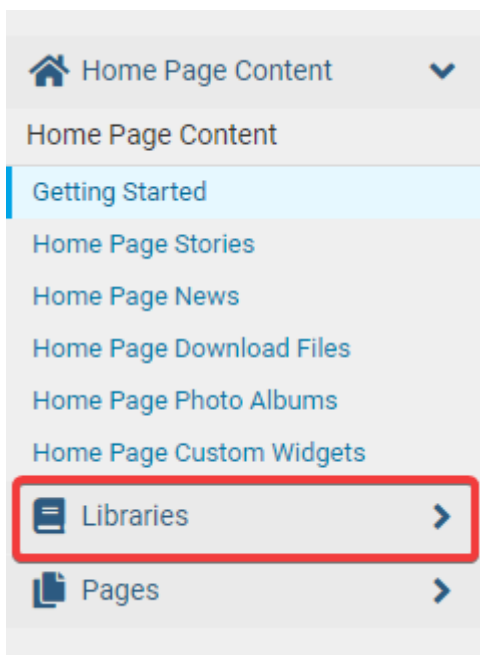 Home Page Content
Home Page Content
Getting Started
Home Page Stories
Home Page News
Home Page Download Files
Home Page Photo Albums
Home Page Custom Widgets
Libraries
Pages